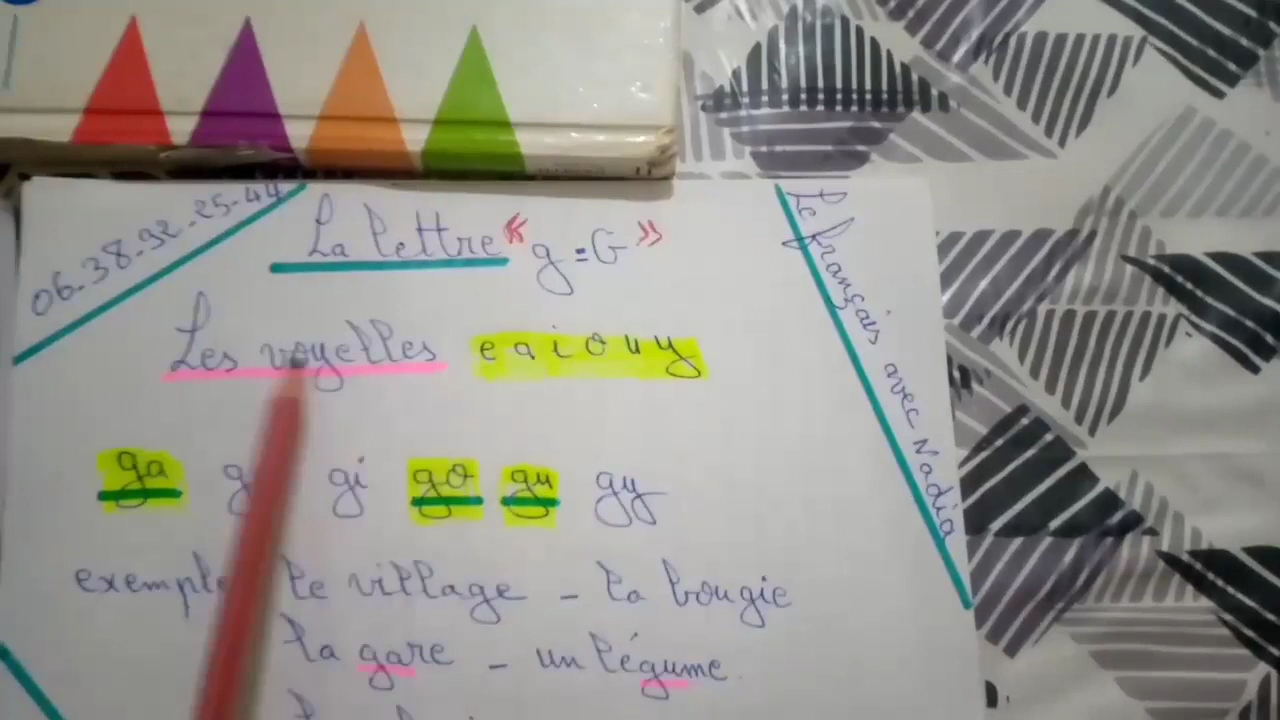 06.38.92.25.44
La lettre « g = G »
Le français avec Nadia
Les voyelles e a i o u y
ga g gi go gu gy
exemple le village - la bougie
la gare - un légume